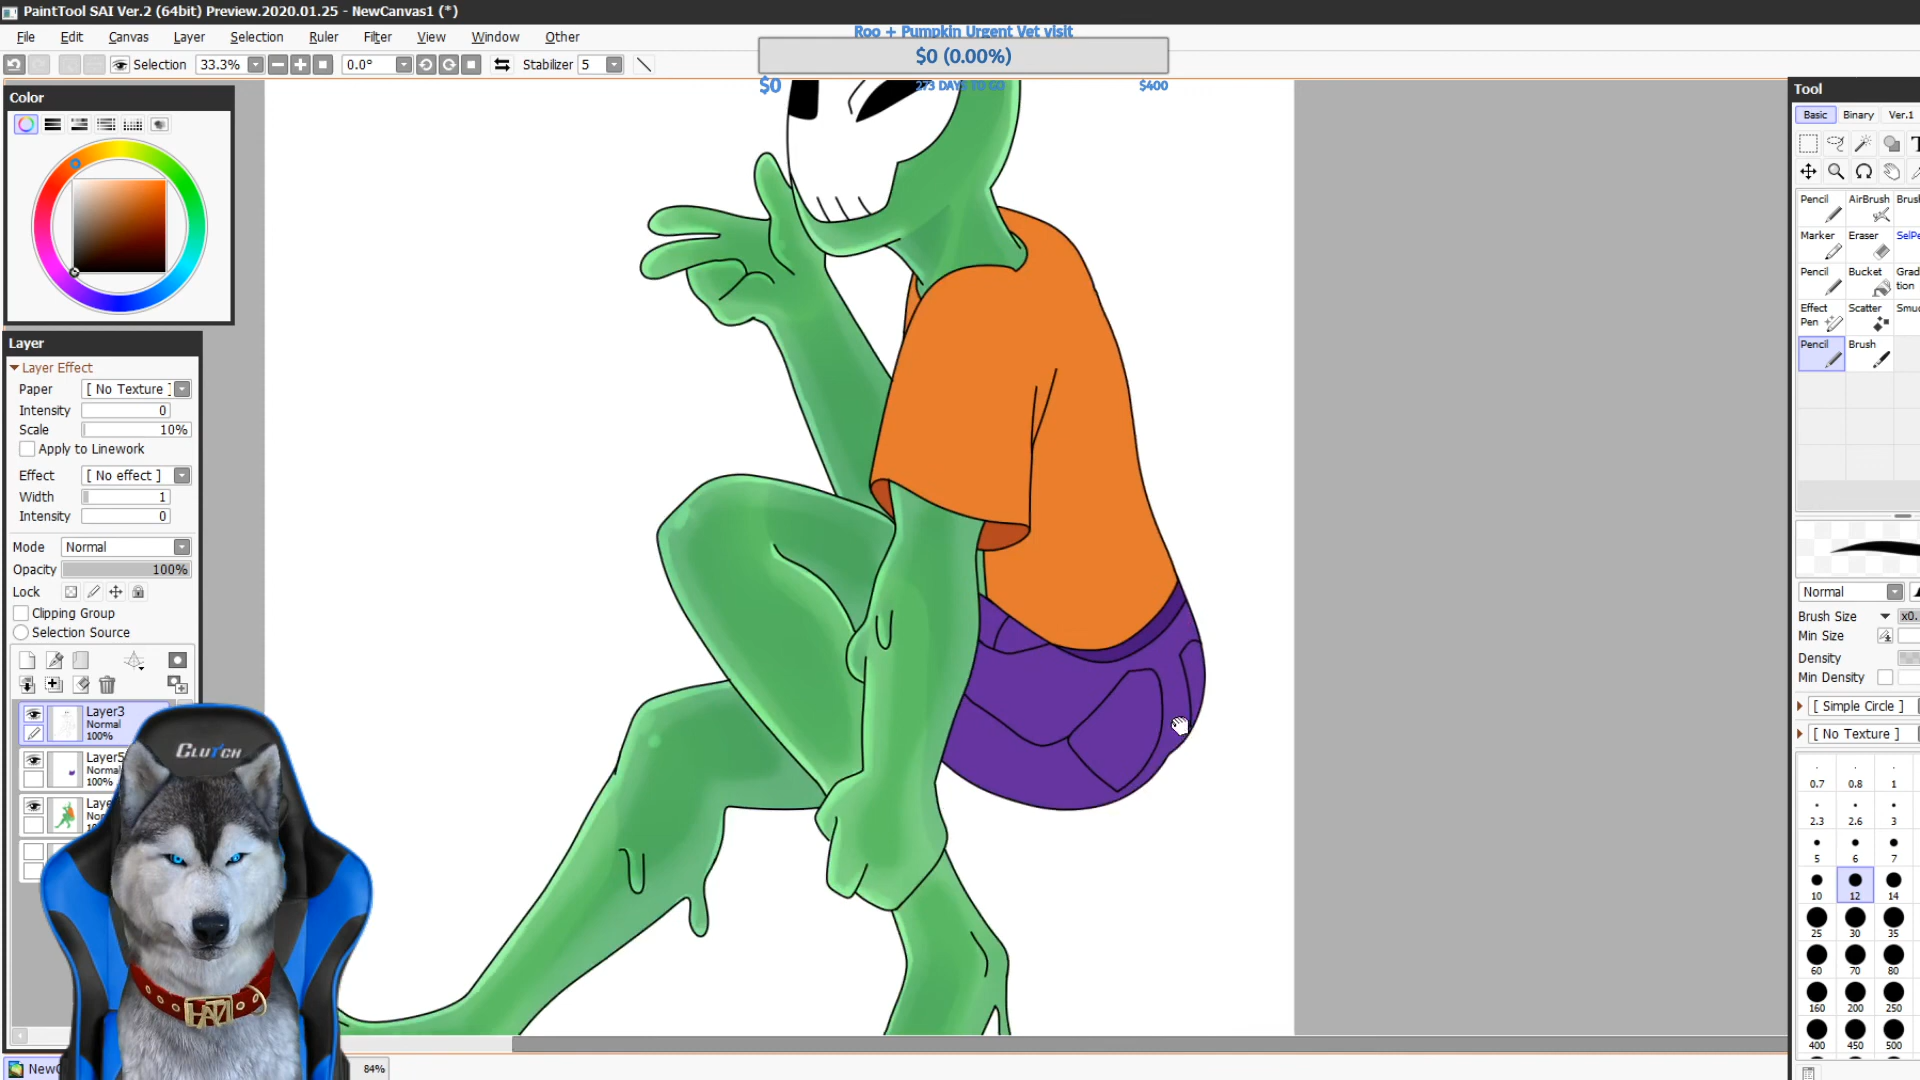 PaintTool SAI Ver.2 (64bit) Preview.2020.01.25 - NewCanvas1 (*)
File Edit Canvas Layer Selection Ruler Filter View Window Other
Roo + Pumpkin Urgent Vet visit
$0 (0.00%)
$0 273 DAYS TO GO $400
Selection 33.3% 0.0° Stabilizer 5
Color
Layer
Layer Effect
Paper [ No Texture ]
Intensity 0
Scale 10%
Apply to Linework
Effect [ No effect ]
Width 1
Intensity 0
Mode Normal
Opacity 100%
Lock
Clipping Group
Selection Source
Layer3
Normal
100%
Layer5
Normal
100%
CLUTCH
84%
Tool
Basic Binary Ver.1
Pencil AirBrush
Marker Eraser
Pencil Bucket
Effect Pen Scatter
Pencil Brush
Normal
Brush Size
Min Size
Density
Min Density
[ Simple Circle ]
[ No Texture ]
0.7 0.8 1
2.3 2.6 3
5 6 7
10 12 14
25 30 35
60 70 80
160 200 250
400 450 500